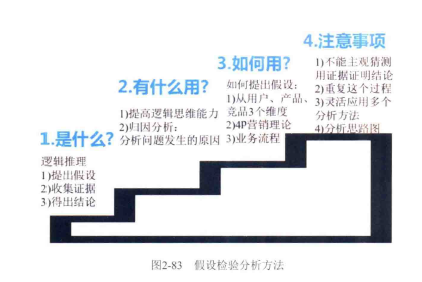 1.是什么?
逻辑推理
1)提出假设
2)收集证据
3)得出结论
2.有什么用?
1)提高逻辑思维能力
2)归因分析:
分析问题发生的原因
3.如何用?
如何提出假设:
1)从用户、产品、
竞品3个维度
2)4P营销理论
3)业务流程
4.注意事项
1)不能主观猜测
用证据证明结论
2)重复这个过程
3)灵活应用多个
分析方法
4)分析思路图
图2-83 假设检验分析方法